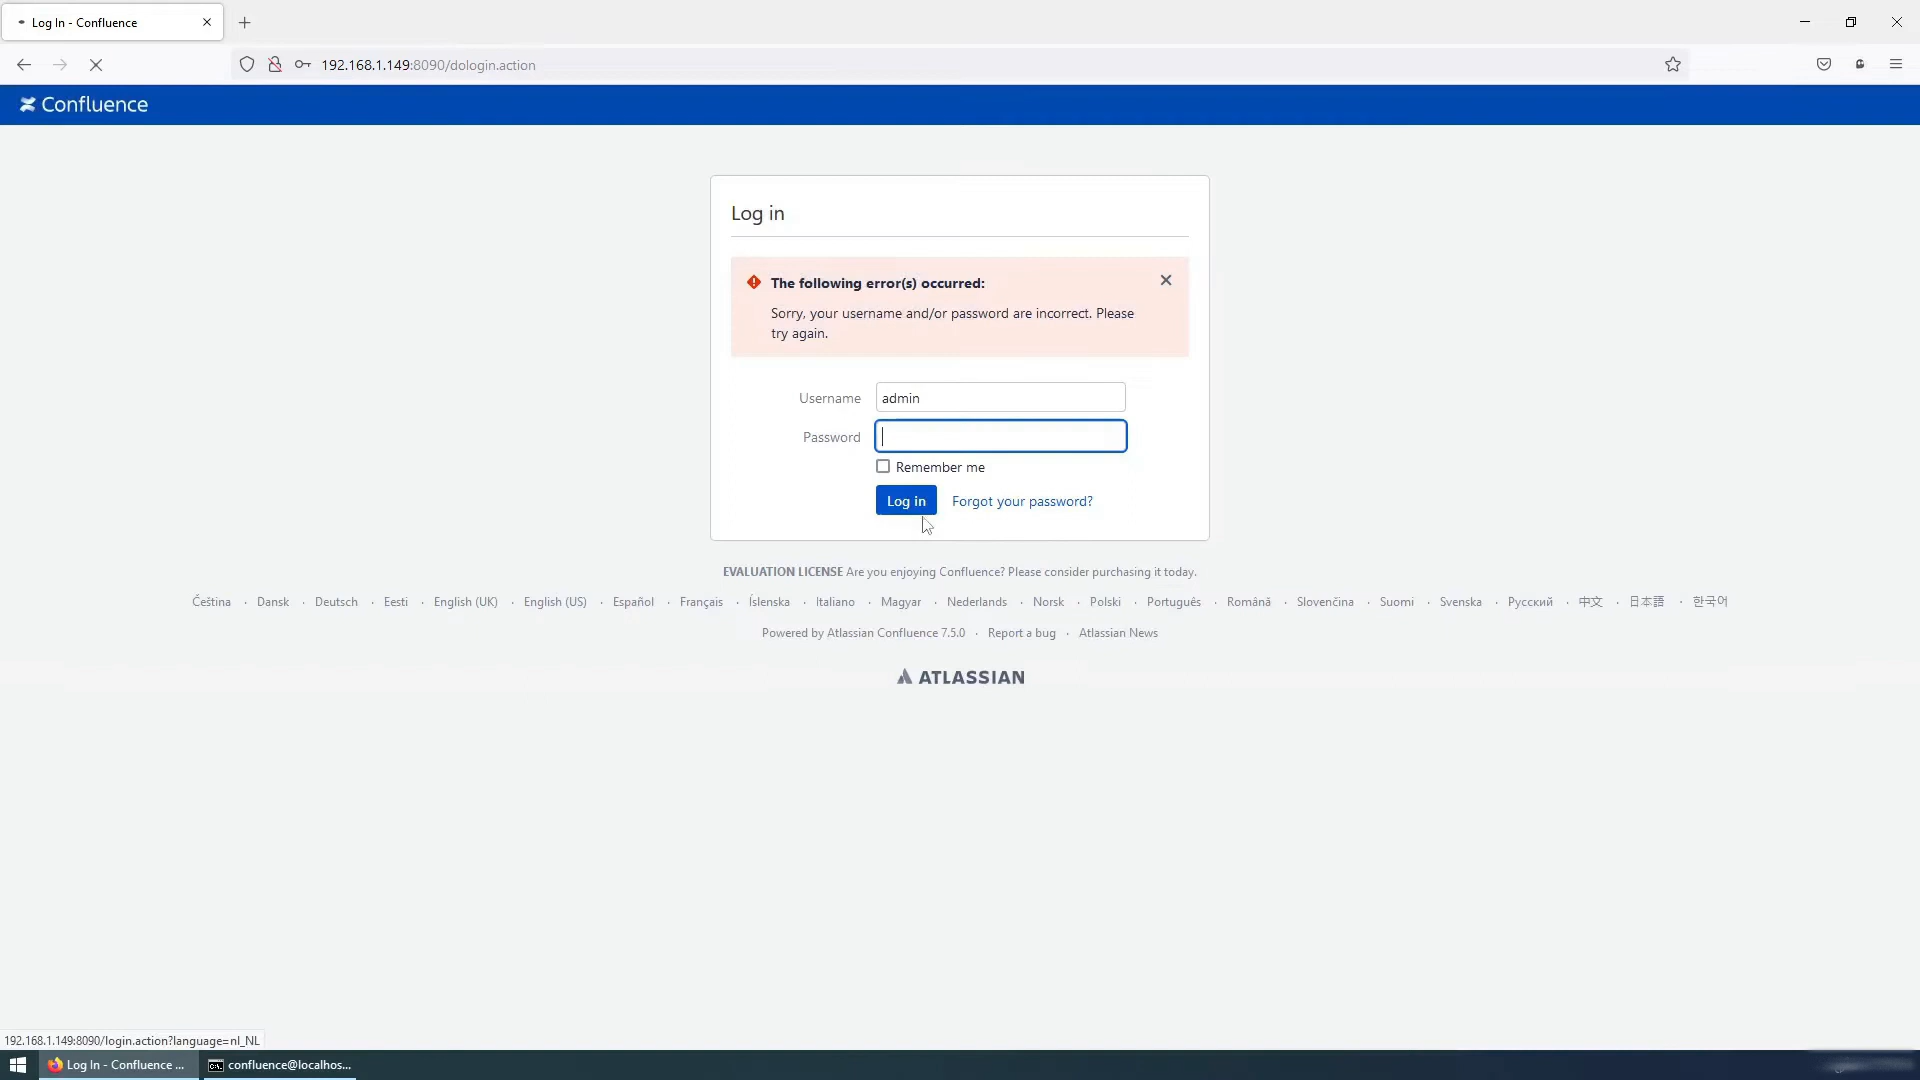 Log In - Confluence
192.168.1.149:8090/dologin.action
Confluence
Log in
The following error(s) occurred:
Sorry, your username and/or password are incorrect. Please
try again.
Username admin
Password
Remember me
Log in Forgot your password?
EVALUATION LICENSE Are you enjoying Confluence? Please consider purchasing it today.
Čeština · Dansk · Deutsch · Eesti · English (UK) · English (US) · Español · Français · Íslenska · Italiano · Magyar · Nederlands · Norsk · Polski · Português · Română · Slovenčina · Suomi · Svenska · Русский · 中文 · 日本語 · 한국어
Powered by Atlassian Confluence 7.5.0 · Report a bug · Atlassian News
ATLASSIAN
192.168.1.149:8090/login.action?language=nl_NL
Log In - Confluence ... confluence@localhos...